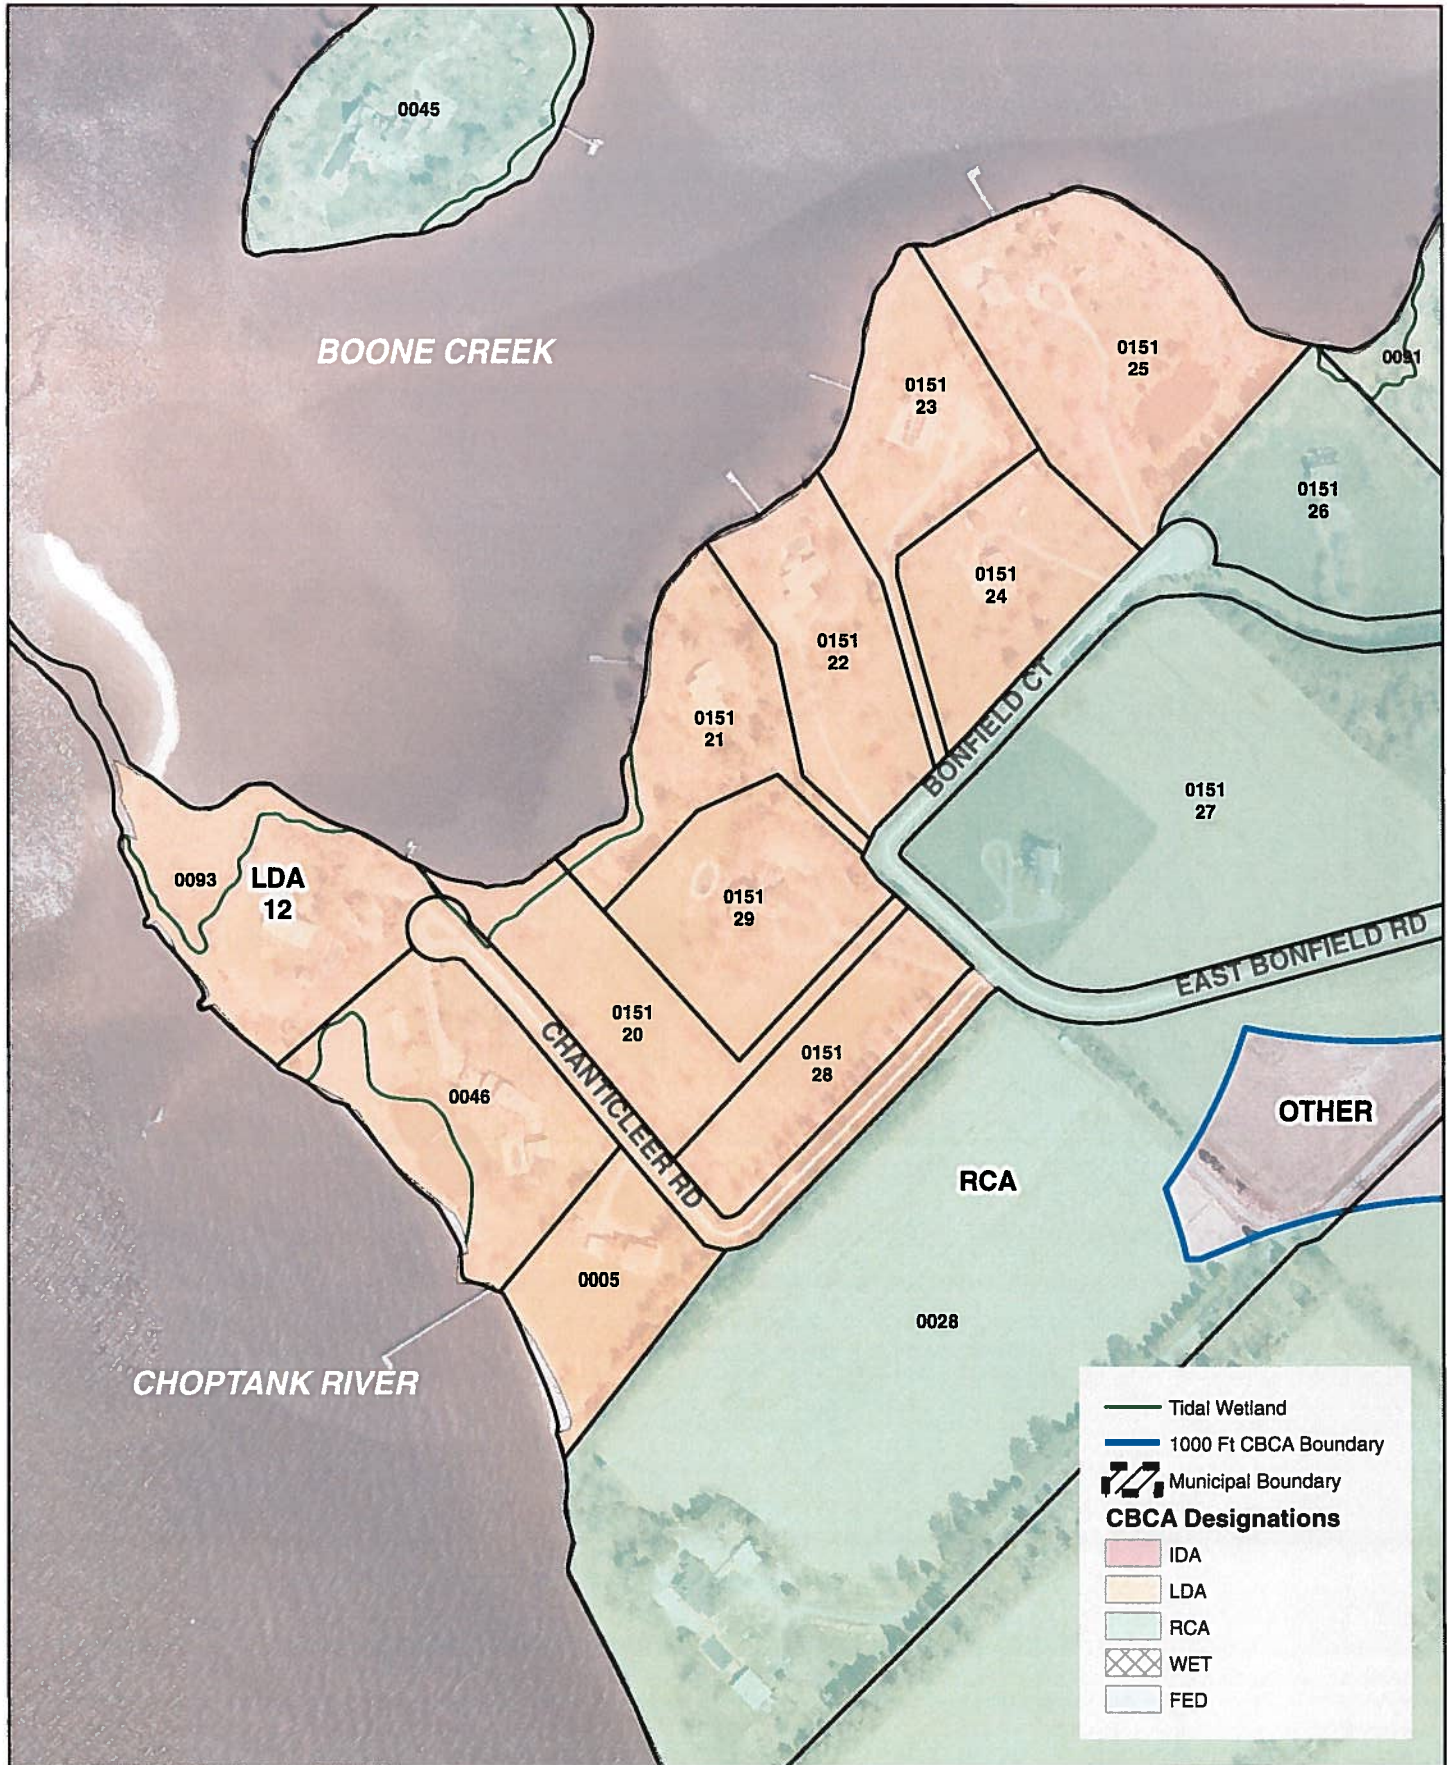 0045
BOONE CREEK
0151
25
0091
0151
23
0151
26
0151
24
0151
22
0151
21
BONFIELD CT
0151
27
0093
LDA
12
0151
29
EAST BONFIELD RD
0151
20
CHANTICLEER RD
0151
28
0046
OTHER
RCA
0005
0028
CHOPTANK RIVER
Tidal Wetland
1000 Ft CBCA Boundary
Municipal Boundary
CBCA Designations
IDA
LDA
RCA
WET
FED